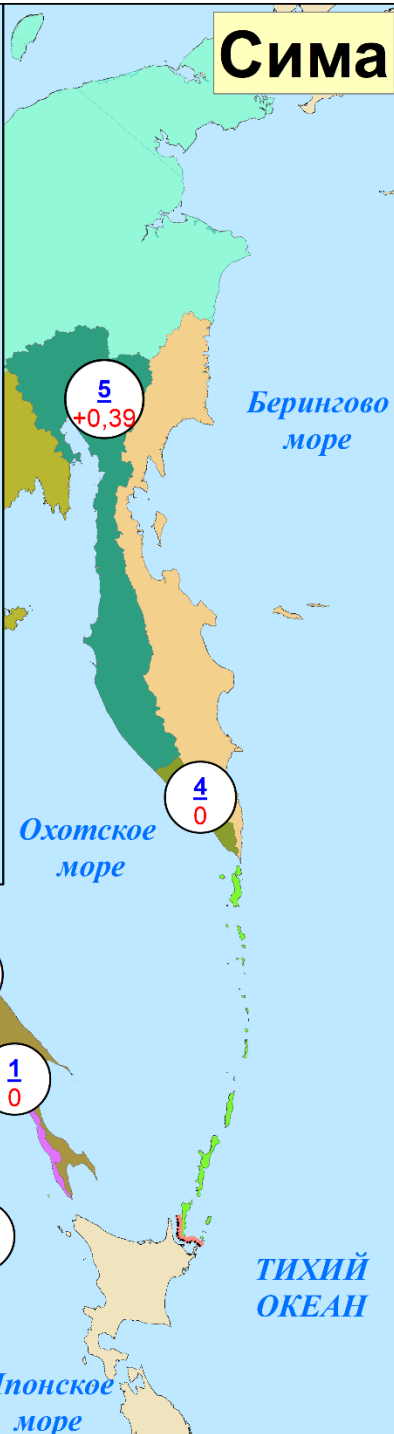 Сима
5
+0,39
Берингово
море
4
0
Охотское
море
1
0
ТИХИЙ
ОКЕАН
Японское
море